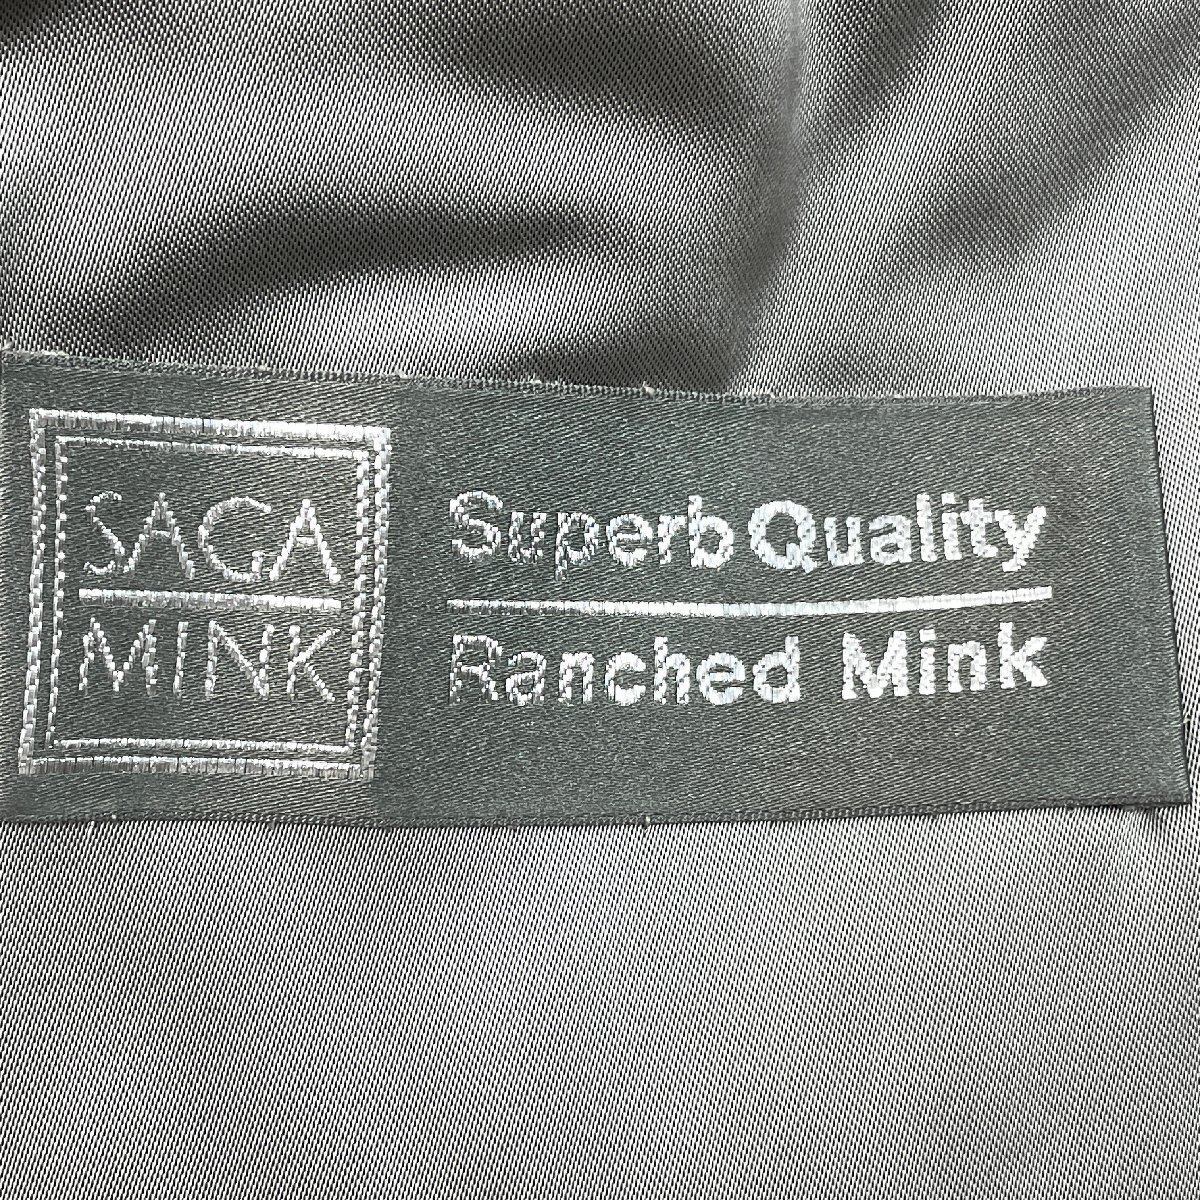 SAGA
MINK
Superb Quality
Ranched Mink